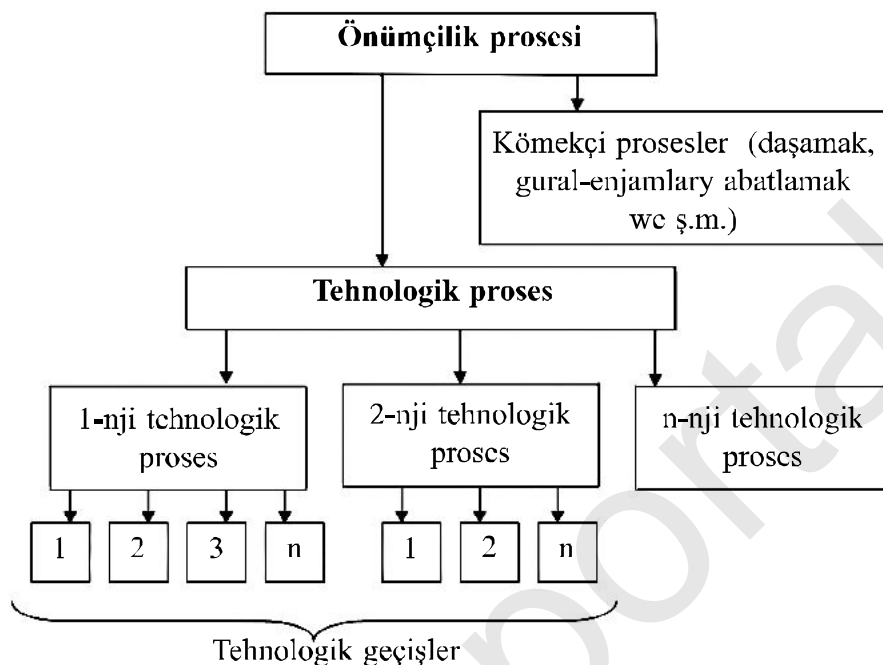 Önümçilik prosesi
Kömekçi prosesler (daşamak,
gural-enjamlary abatlamak
we ş.m.)
Tehnologik proses
1-nji tehnologik
proses
2-nji tehnologik
proses
n-nji tehnologik
proses
1 2 3 n 1 2 n
Tehnologik geçişler
portal